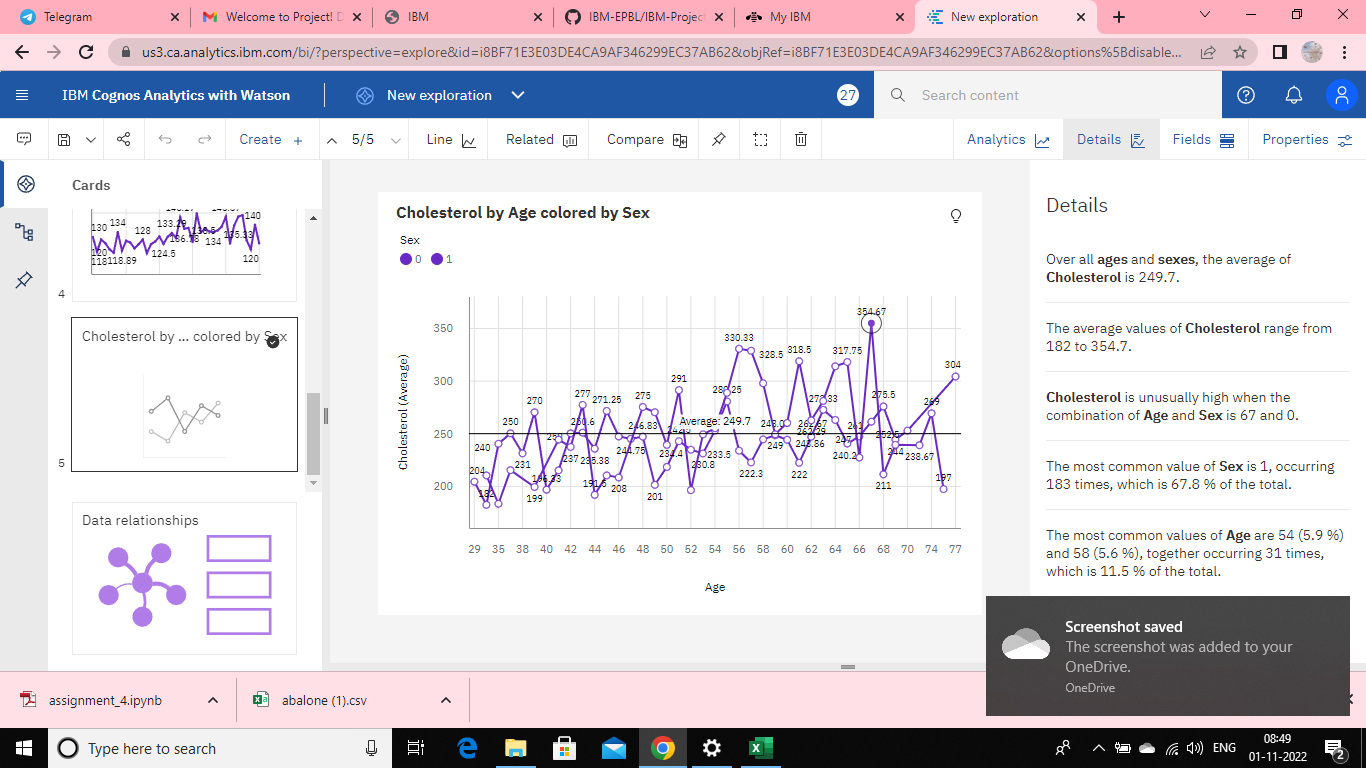 Telegram
Welcome to Project! D
IBM
IBM-EPBL/IBM-Project
My IBM
New exploration
us3.ca.analytics.ibm.com/bi/?perspective=explore&id=i8BF71E3E03DE4CA9AF346299EC37AB62&objRef=i8BF71E3E03DE4CA9AF346299EC37AB62&options%5Bdisable...
IBM Cognos Analytics with Watson
New exploration
27
Search content
Create
5/5
Line
Related
Compare
Analytics
Details
Fields
Properties
Cards
130 134 128 133.29 134 140
120
118 118.89 124.5 120
4
Cholesterol by ... colored by Sex
5
Data relationships
Cholesterol by Age colored by Sex
Sex
0 1
Cholesterol (Average)
350
300
250
200
354.67
330.33
328.5
318.5
317.75
304
291
277
271.25
275
270
275.5
269
250
240
231
204
182
199
196.33
237
235.38
191.5
208
244.75
246.83
201
234.4
230.8
233.5
222.3
249
222
240.2
211
244
238.67
197
Average: 249.7
29 35 38 40 42 44 46 48 50 52 54 56 58 60 62 64 66 68 70 74 77
Age
Details
Over all ages and sexes, the average of
Cholesterol is 249.7.
The average values of Cholesterol range from
182 to 354.7.
Cholesterol is unusually high when the
combination of Age and Sex is 67 and 0.
The most common value of Sex is 1, occurring
183 times, which is 67.8 % of the total.
The most common values of Age are 54 (5.9 %)
and 58 (5.6 %), together occurring 31 times,
which is 11.5 % of the total.
Screenshot saved
The screenshot was added to your
OneDrive.
OneDrive
assignment_4.ipynb
abalone (1).csv
Type here to search
ENG
08:49
01-11-2022
2